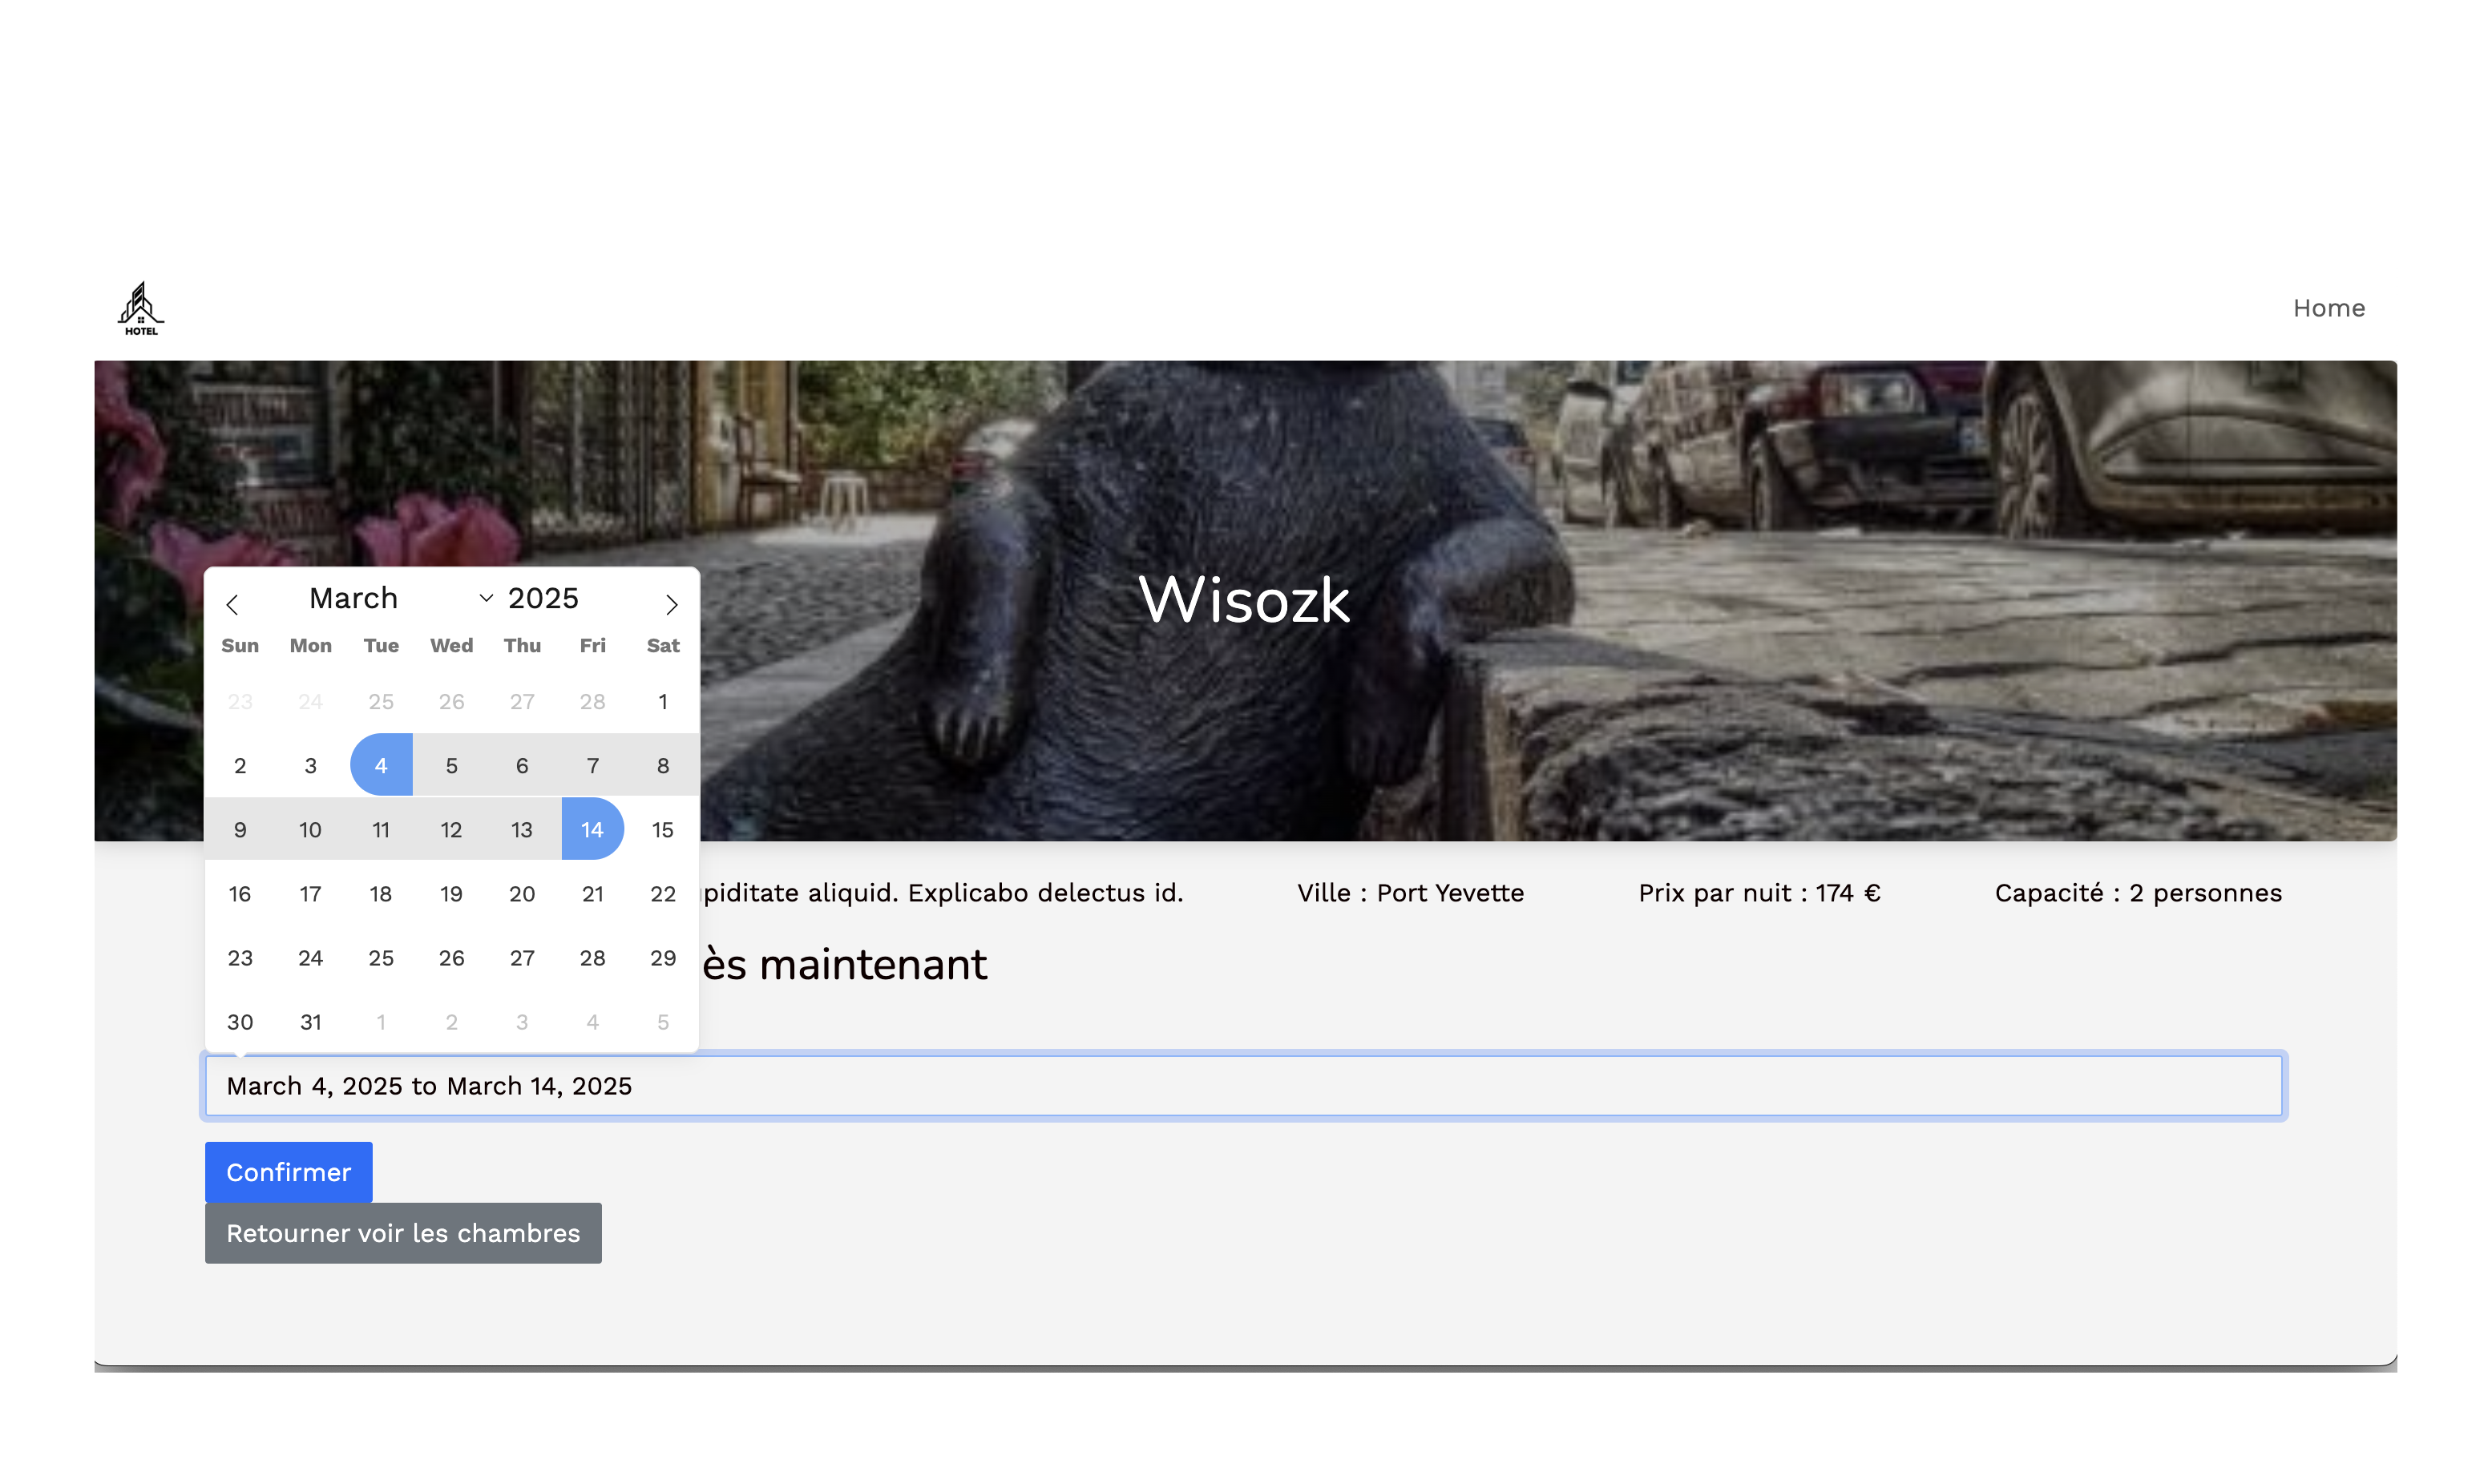 HOTEL
Home
Wisozk
March 2025
Sun Mon Tue Wed Thu Fri Sat
23 24 25 26 27 28 1
2 3 4 5 6 7 8
9 10 11 12 13 14 15
16 17 18 19 20 21 22
23 24 25 26 27 28 29
30 31 1 2 3 4 5
piditate aliquid. Explicabo delectus id. Ville : Port Yevette Prix par nuit : 174 € Capacité : 2 personnes
ès maintenant
March 4, 2025 to March 14, 2025
Confirmer
Retourner voir les chambres